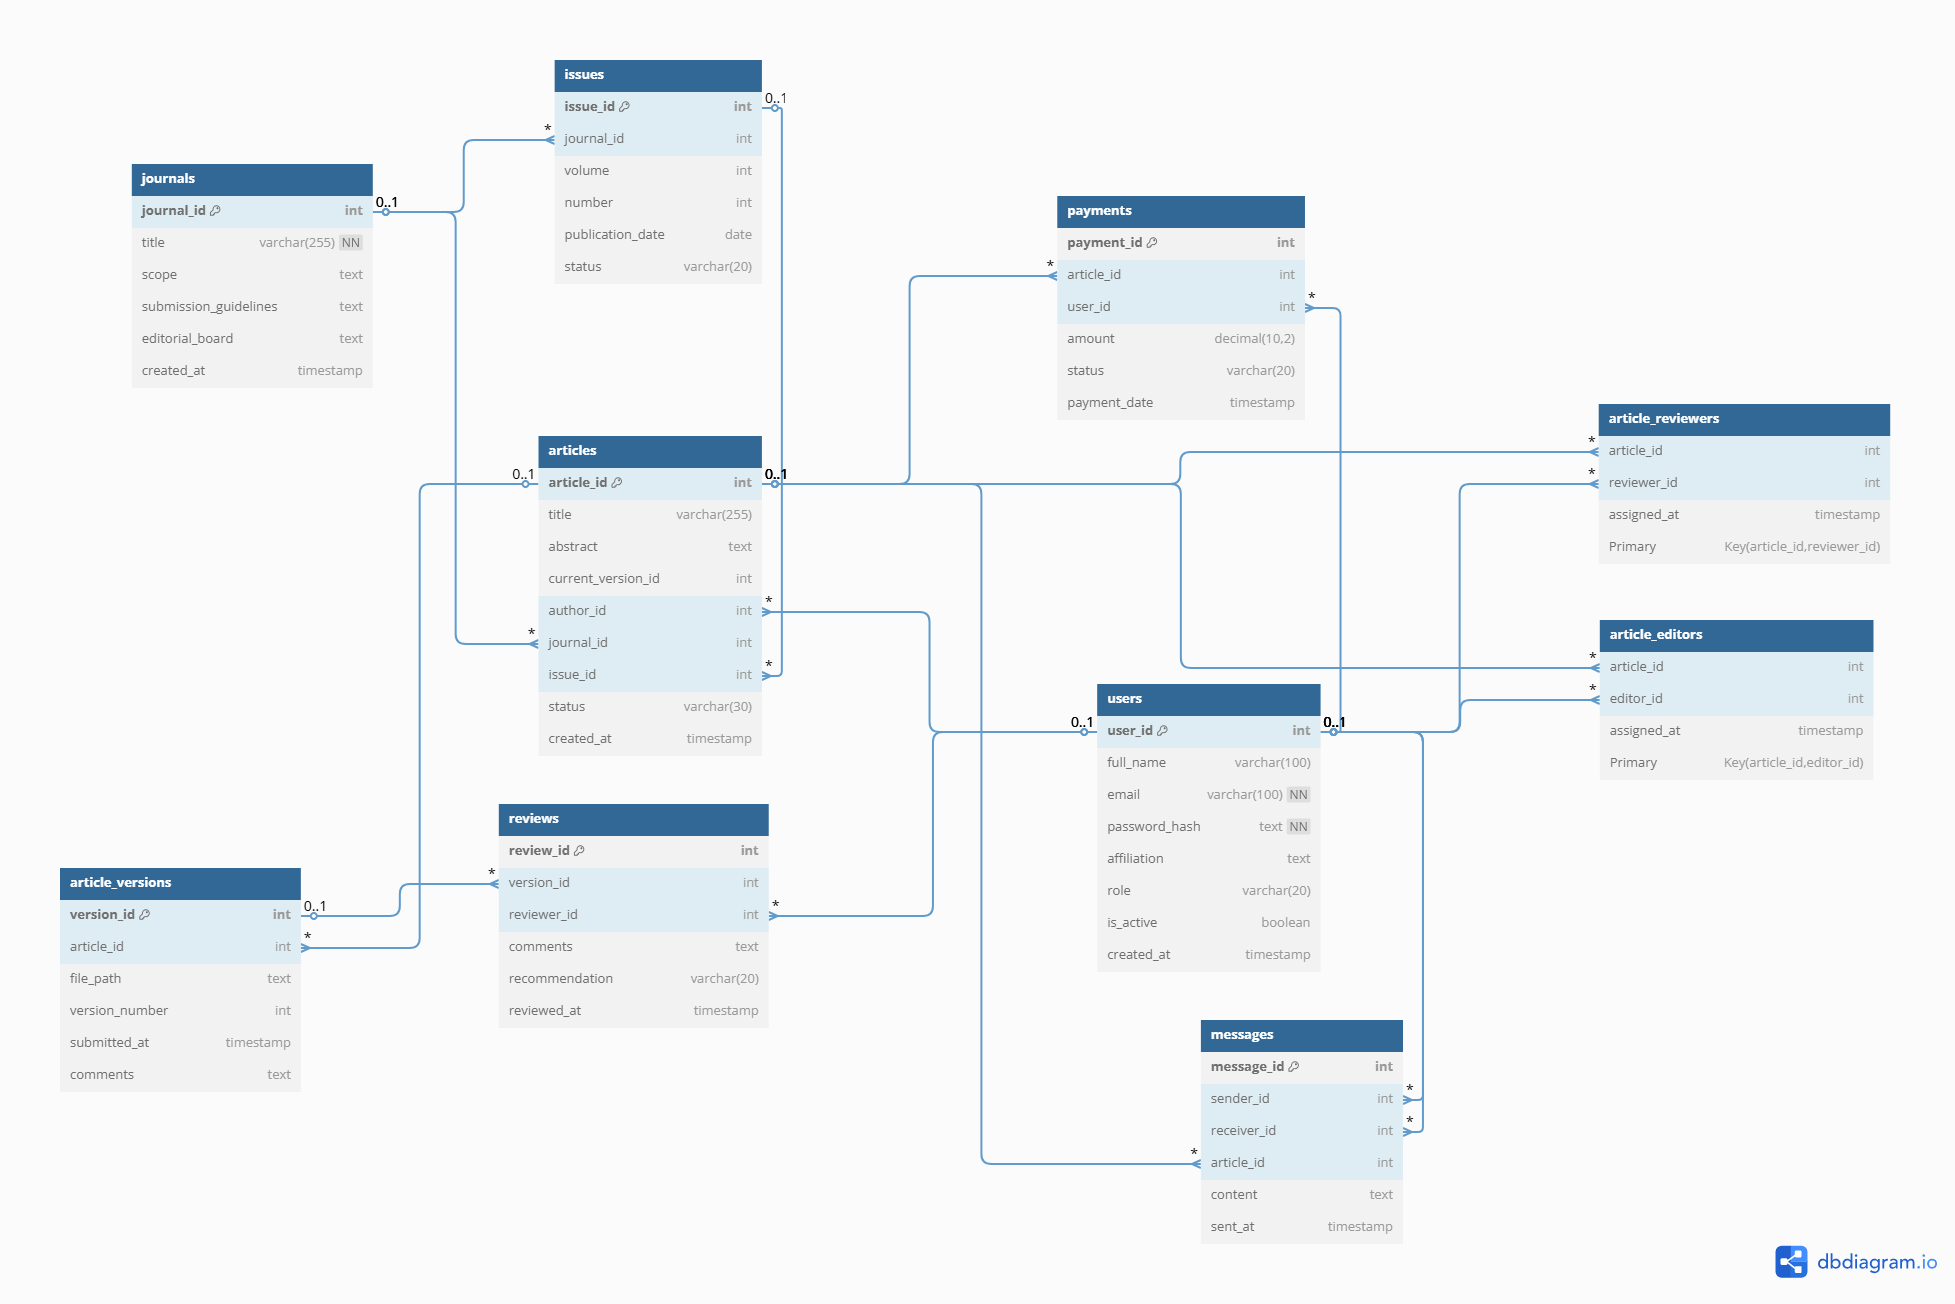 issues
issue_id int
journal_id int
volume int
number int
publication_date date
status varchar(20)
0..1
*
journals
journal_id int
title varchar(255) NN
scope text
submission_guidelines text
editorial_board text
created_at timestamp
0..1
payments
payment_id int
article_id int
user_id int
amount decimal(10,2)
status varchar(20)
payment_date timestamp
*
*
articles
article_id int
title varchar(255)
abstract text
current_version_id int
author_id int
journal_id int
issue_id int
status varchar(30)
created_at timestamp
0..1
0..1
*
*
*
article_reviewers
article_id int
reviewer_id int
assigned_at timestamp
Primary Key(article_id,reviewer_id)
*
*
article_editors
article_id int
editor_id int
assigned_at timestamp
Primary Key(article_id,editor_id)
*
*
users
user_id int
full_name varchar(100)
email varchar(100) NN
password_hash text NN
affiliation text
role varchar(20)
is_active boolean
created_at timestamp
0..1
0..1
reviews
review_id int
version_id int
reviewer_id int
comments text
recommendation varchar(20)
reviewed_at timestamp
*
*
article_versions
version_id int
article_id int
file_path text
version_number int
submitted_at timestamp
comments text
0..1
*
messages
message_id int
sender_id int
receiver_id int
article_id int
content text
sent_at timestamp
*
*
*
dbdiagram.io